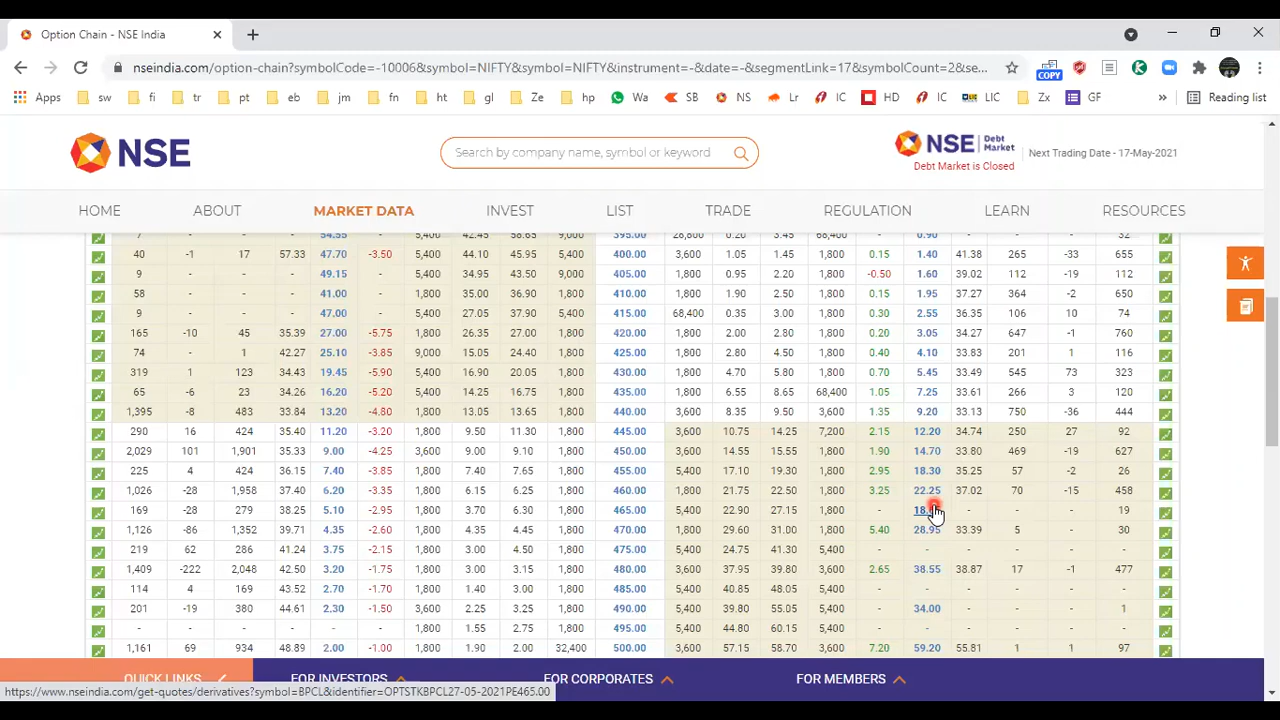 Option Chain - NSE India
nseindia.com/option-chain?symbolCode=-10006&symbol=NIFTY&symbol=NIFTY&instrument=-&date=-&segmentLink=17&symbolCount=2&se...
COPY
Apps sw fi tr pt eb jm fn ht gl Ze hp Wa SB NS Lr IC HD IC LIC Zx GF » Reading list
NSE
Search by company name, symbol or keyword
NSE Debt Market
Debt Market is Closed
Next Trading Date - 17-May-2021
HOME ABOUT MARKET DATA INVEST LIST TRADE REGULATION LEARN RESOURCES
7 - - - 54.55 - 5,400 42.45 58.65 9,000 395.00 28,800 0.20 3.45 68,400 - 0.90 - - - 32
40 -1 17 57.33 47.70 -3.50 5,400 44.10 45.95 5,400 400.00 3,600 1.05 1.45 1,800 0.15 1.40 41.38 265 -33 655
9 - - - 49.15 - 5,400 34.95 43.50 5,400 405.00 1,800 0.95 2.20 1,800 -0.50 1.60 39.02 112 -19 112
58 - - - 41.00 - 1,800 35.00 36.90 1,800 410.00 1,800 1.90 2.50 1,800 0.15 1.95 37.27 364 -2 650
9 - - - 47.00 - 5,400 27.05 37.90 5,400 415.00 68,400 0.35 3.00 1,800 0.30 2.55 36.35 106 10 74
165 -10 45 35.39 27.00 -5.75 1,800 26.35 27.00 1,800 420.00 1,800 2.00 2.80 1,800 0.20 3.05 34.27 647 -1 760
74 - 1 42.27 25.10 -3.85 9,000 15.05 24.40 1,800 425.00 1,800 2.80 4.50 1,800 0.40 4.10 33.83 201 1 116
319 1 123 34.43 19.45 -5.90 5,400 16.90 20.05 1,800 430.00 1,800 4.70 5.80 1,800 0.70 5.45 33.49 545 73 323
65 -6 23 34.26 16.20 -5.20 5,400 14.25 16.75 1,800 435.00 1,800 6.55 8.65 68,400 1.05 7.25 33.61 266 3 120
1,395 -8 483 33.84 13.20 -4.80 1,800 13.05 13.65 1,800 440.00 3,600 8.35 9.50 3,600 1.35 9.20 33.13 750 -36 444
290 16 424 35.40 11.20 -3.20 1,800 9.50 11.30 1,800 445.00 3,600 10.75 14.25 7,200 2.15 12.20 34.74 250 27 92
2,029 101 1,901 35.33 9.00 -4.25 1,800 9.00 9.10 1,800 450.00 3,600 14.55 15.55 1,800 1.90 14.70 33.80 469 -19 627
225 4 424 36.15 7.40 -3.85 1,800 7.40 7.65 1,800 455.00 5,400 17.10 19.30 1,800 2.95 18.30 35.25 57 -2 26
1,026 -28 1,958 37.40 6.20 -3.35 1,800 6.15 6.25 1,800 460.00 1,800 21.75 22.50 1,800 3.25 22.25 37.02 70 -15 458
169 -28 279 38.25 5.10 -2.95 1,800 3.70 6.30 1,800 465.00 5,400 22.90 27.15 1,800 - - - - 19
1,126 -86 1,352 39.71 4.35 -2.60 1,800 4.35 4.50 1,800 470.00 1,800 29.60 31.00 1,800 5.40 28.95 33.39 5 - 30
219 62 286 41.24 3.75 -2.15 1,800 3.00 4.50 1,800 475.00 5,400 24.75 41.30 5,400 - - - - - -
1,409 -222 2,048 42.50 3.20 -1.75 1,800 3.00 3.15 1,800 480.00 3,600 37.95 39.80 3,600 2.65 38.55 38.87 17 -1 477
114 4 169 43.52 2.70 -1.70 1,800 1.40 3.00 1,800 485.00 5,400 40.85 48.05 5,400 - - - - - -
201 -19 380 44.61 2.30 -1.50 3,600 2.25 3.25 1,800 490.00 5,400 39.80 55.05 5,400 - 34.00 - - - 1
- - - - - - 1,800 1.55 2.75 1,800 495.00 5,400 44.80 60.15 5,400 - - - - - -
1,161 69 934 48.89 2.00 -1.00 1,800 1.90 2.00 32,400 500.00 3,600 57.15 58.70 3,600 7.20 59.20 55.81 1 1 97
QUICK LINKS FOR INVESTORS FOR CORPORATES FOR MEMBERS
https://www.nseindia.com/get-quotes/derivatives?symbol=BPCL&identifier=OPTSTKBPCL27-05-2021PE465.00